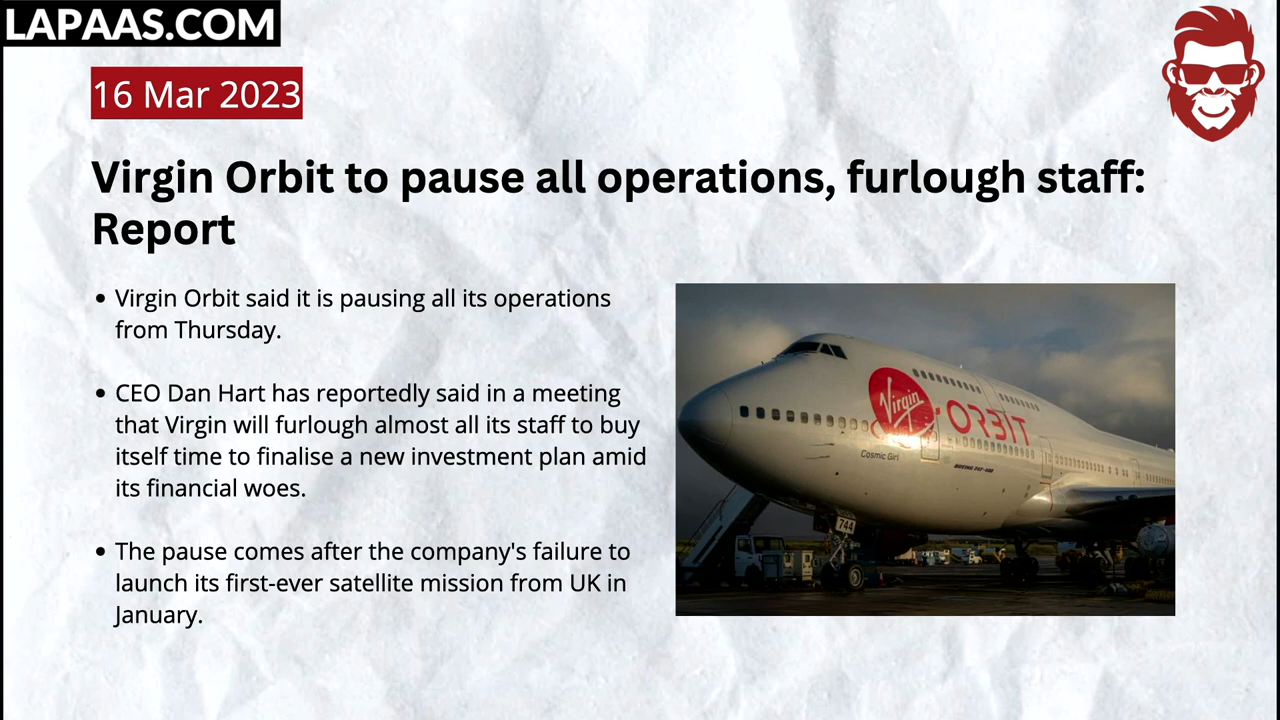 LAPAAS.COM
16 Mar 2023
Virgin Orbit to pause all operations, furlough staff:
Report
• Virgin Orbit said it is pausing all its operations
from Thursday.
• CEO Dan Hart has reportedly said in a meeting
that Virgin will furlough almost all its staff to buy
itself time to finalise a new investment plan amid
its financial woes.
• The pause comes after the company's failure to
launch its first-ever satellite mission from UK in
January.
Virgin ORBIT
Cosmic Girl
BOEING 747-400
744